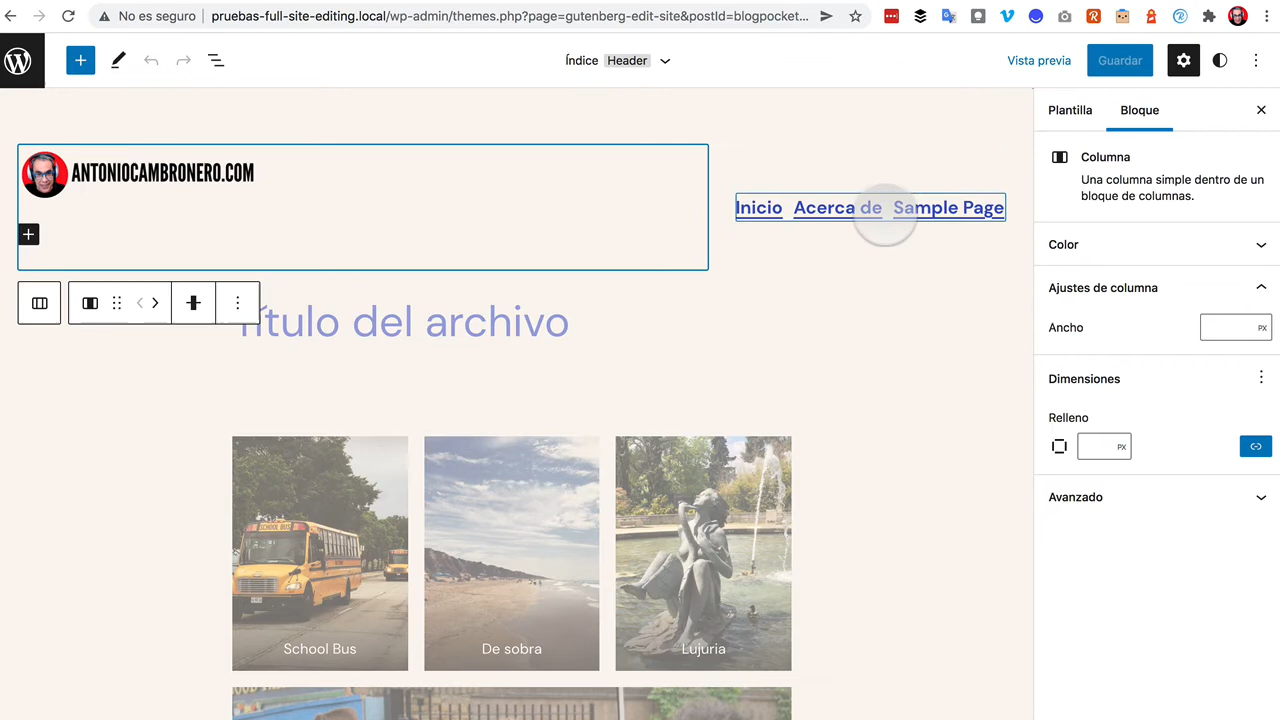 No es seguro pruebas-full-site-editing.local/wp-admin/themes.php?page=gutenberg-edit-site&postId=blogpocket...
Índice Header
Vista previa
Guardar
Plantilla
Bloque
Columna
Una columna simple dentro de un
bloque de columnas.
ANTONIOCAMBRONERO.COM
Inicio Acerca de Sample Page
Color
Ajustes de columna
Ancho
PX
Título del archivo
Dimensiones
Relleno
PX
Avanzado
SCHOOL BUS
School Bus
De sobra
Lujuria